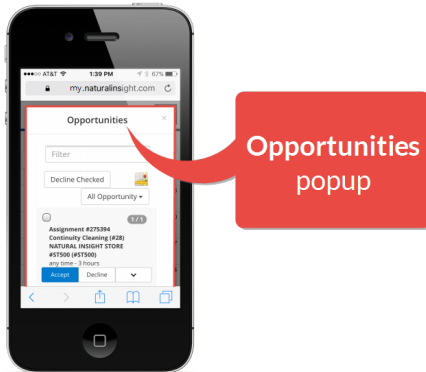 AT&T 1:39 PM 67%
my.naturalinsight.com
Opportunities ×
Filter
Decline Checked
All Opportunity
1 / 1
Assignment #275394
Continuity Cleaning (#28)
NATURAL INSIGHT STORE
#ST500 (#ST500)
any time - 3 hours
Accept Decline
Opportunities
popup